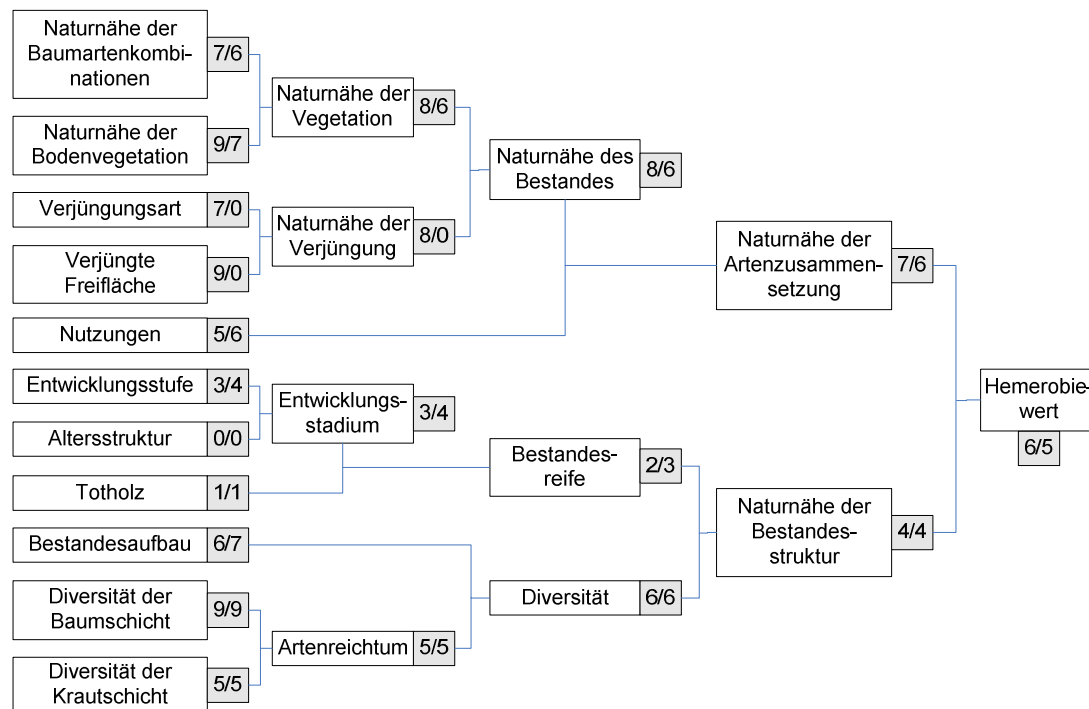 Naturnähe der
Baumartenkombi-
nationen
7/6
Naturnähe der
Bodenvegetation
9/7
Verjüngungsart
7/0
Verjüngte
Freifläche
9/0
Nutzungen
5/6
Entwicklungsstufe
3/4
Altersstruktur
0/0
Totholz
1/1
Bestandesaufbau
6/7
Diversität der
Baumschicht
9/9
Diversität der
Krautschicht
5/5
Naturnähe der
Vegetation
8/6
Naturnähe der
Verjüngung
8/0
Entwicklungs-
stadium
3/4
Artenreichtum
5/5
Naturnähe des
Bestandes
8/6
Bestandes-
reife
2/3
Diversität
6/6
Naturnähe der
Artenzusammen-
setzung
7/6
Naturnähe der
Bestandes-
struktur
4/4
Hemerobie-
wert
6/5